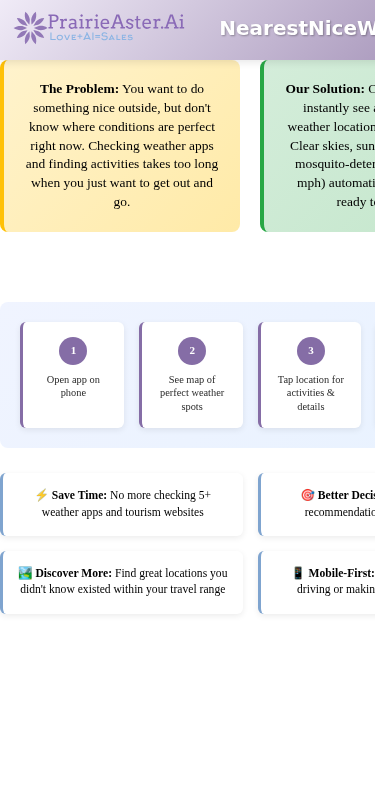 PrairieAster.Ai
Love+AI=Sales
NearestNiceW
The Problem: You want to do
something nice outside, but don't
know where conditions are perfect
right now. Checking weather apps
and finding activities takes too long
when you just want to get out and
go.
Our Solution:
instantly see
weather location
Clear skies, sun
mosquito-deter
mph) automati
ready
1
Open app on
phone
2
See map of
perfect weather
spots
3
Tap location for
activities &
details
⚡ Save Time: No more checking 5+
weather apps and tourism websites
🎯 Better Decis
recommendatio
🏞️ Discover More: Find great locations you
didn't know existed within your travel range
📱 Mobile-First:
driving or makin